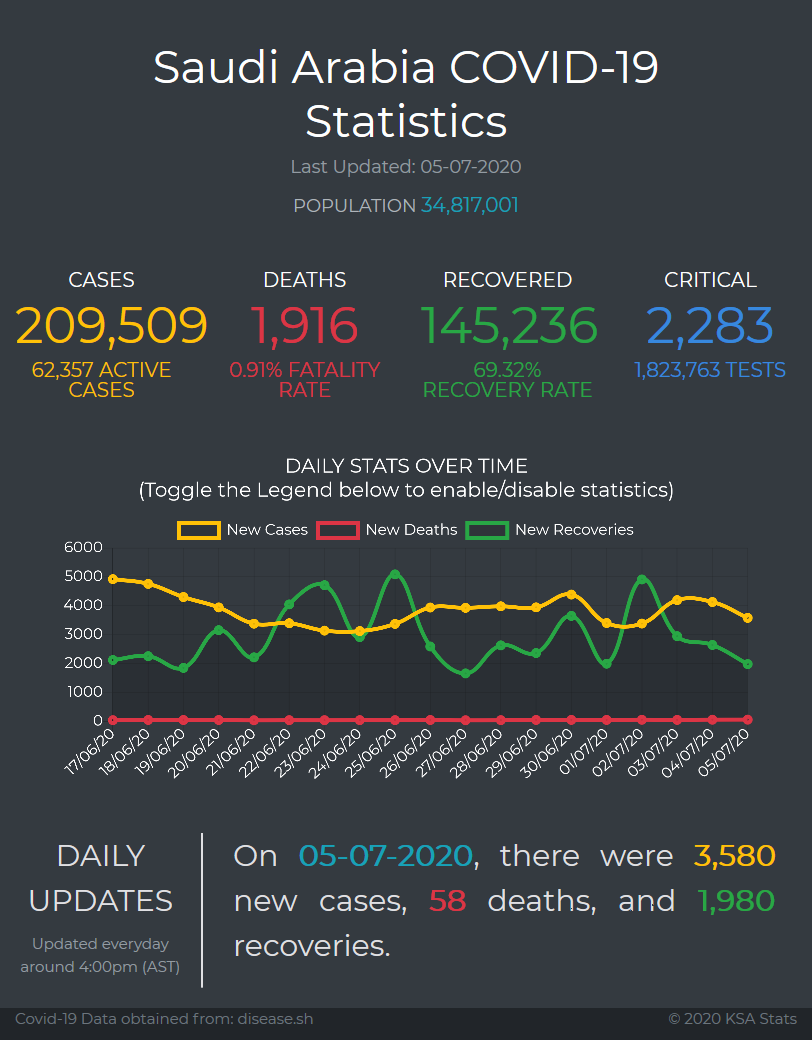 Saudi Arabia COVID-19
Statistics
Last Updated: 05-07-2020
POPULATION 34,817,001
CASES
209,509
62,357 ACTIVE
CASES
DEATHS
1,916
0.91% FATALITY
RATE
RECOVERED
145,236
69.32%
RECOVERY RATE
CRITICAL
2,283
1,823,763 TESTS
DAILY STATS OVER TIME
(Toggle the Legend below to enable/disable statistics)
New Cases New Deaths New Recoveries
6000
5000
4000
3000
2000
1000
0
17/06/20 18/06/20 19/06/20 20/06/20 21/06/20 22/06/20 23/06/20 24/06/20 25/06/20 26/06/20 27/06/20 28/06/20 29/06/20 30/06/20 01/07/20 02/07/20 03/07/20 04/07/20 05/07/20
DAILY
UPDATES
Updated everyday
around 4:00pm (AST)
On 05-07-2020, there were 3,580
new cases, 58 deaths, and 1,980
recoveries.
Covid-19 Data obtained from: disease.sh
© 2020 KSA Stats